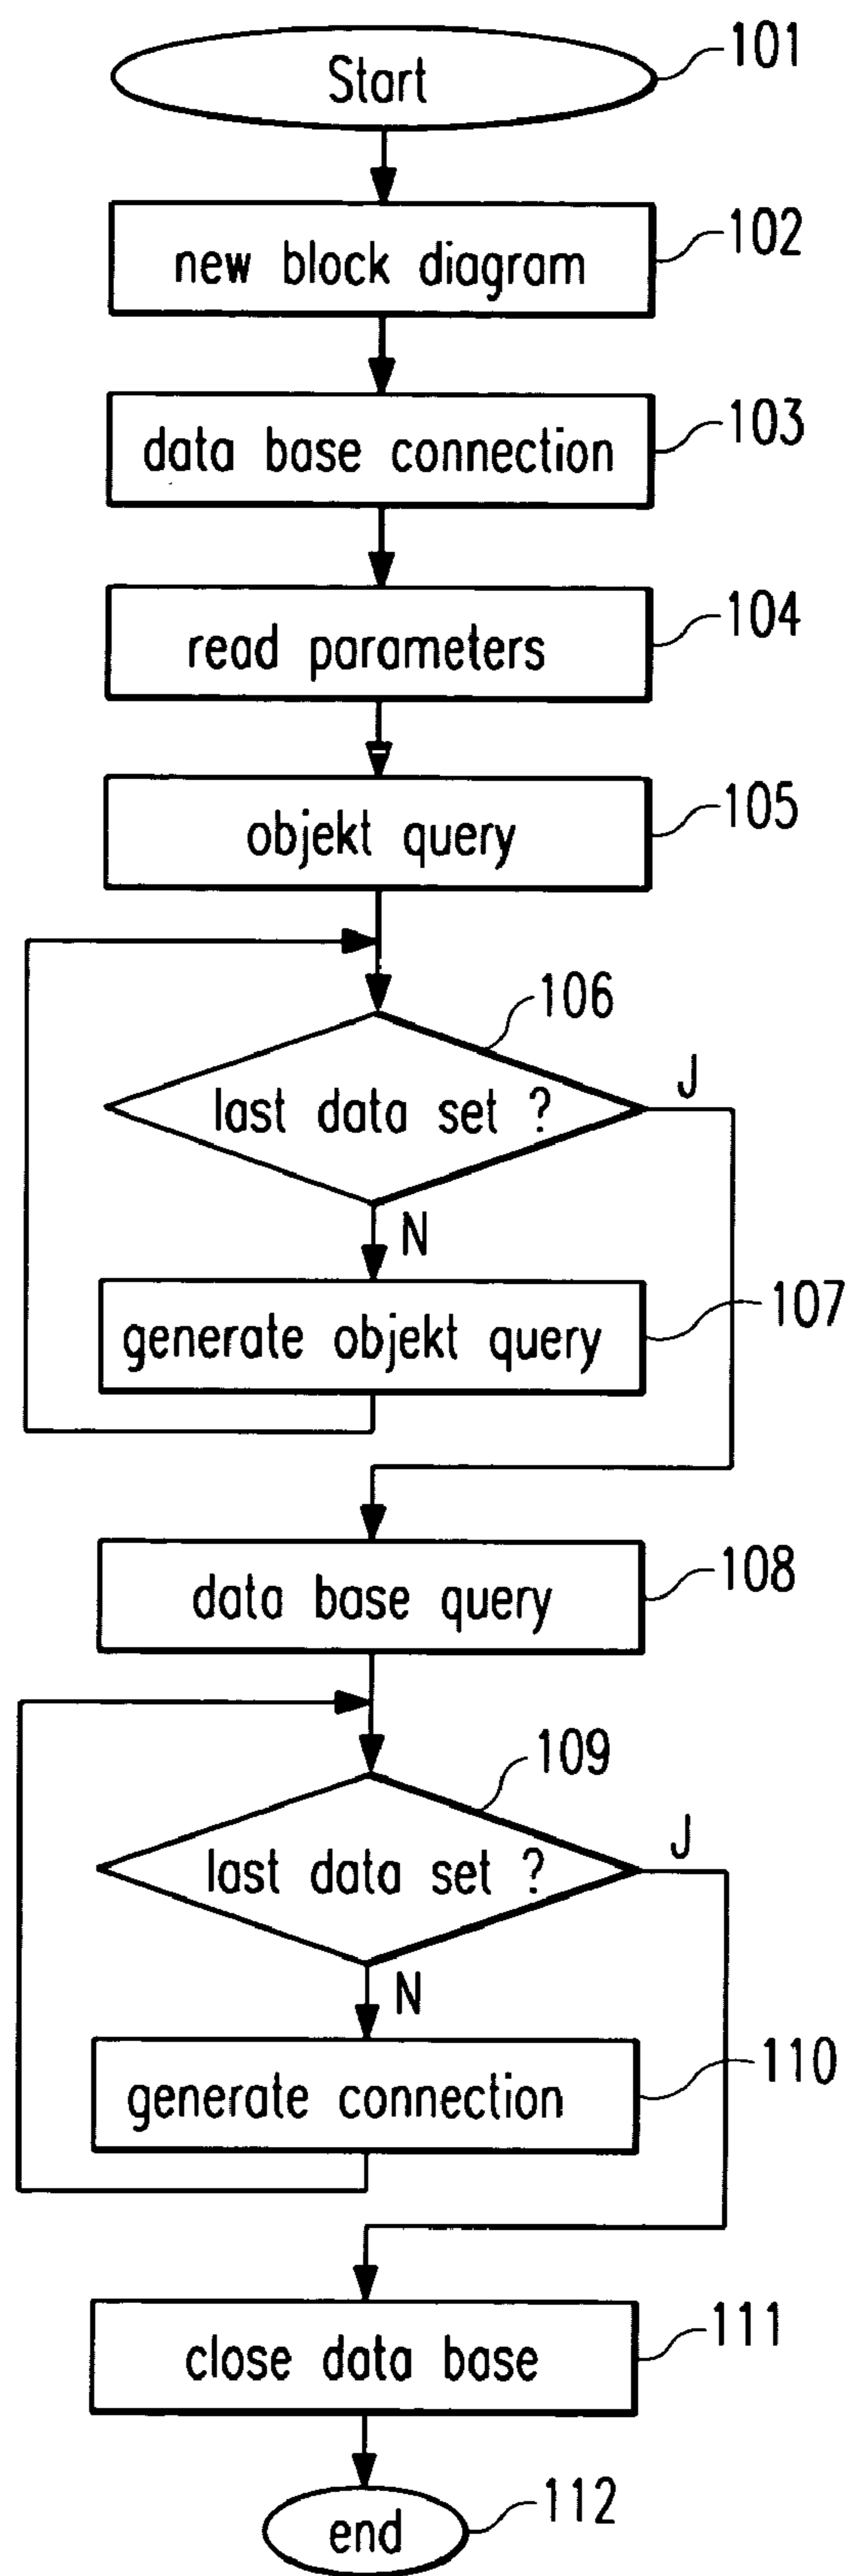 Start
101
new block diagram
102
data base connection
103
read parameters
104
objekt query
105
106
last data set ?
J
N
generate objekt query
107
data base query
108
109
last data set ?
J
N
generate connection
110
close data base
111
end
112